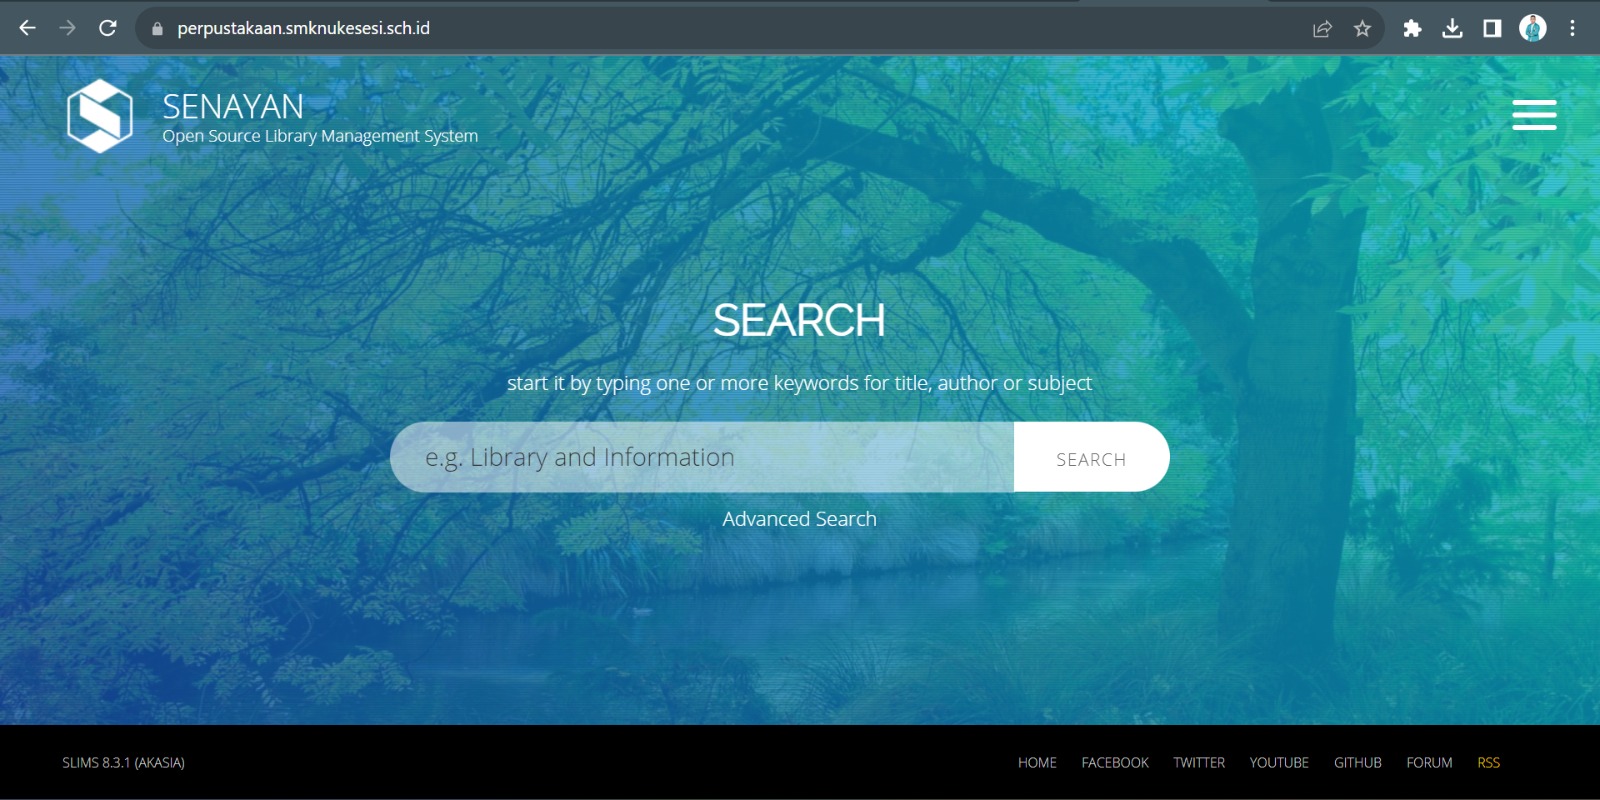 perpustakaan.smknukesesi.sch.id
SENAYAN
Open Source Library Management System
SEARCH
start it by typing one or more keywords for title, author or subject
e.g. Library and Information
SEARCH
Advanced Search
SLIMS 8.3.1 (AKASIA)
HOME FACEBOOK TWITTER YOUTUBE GITHUB FORUM RSS